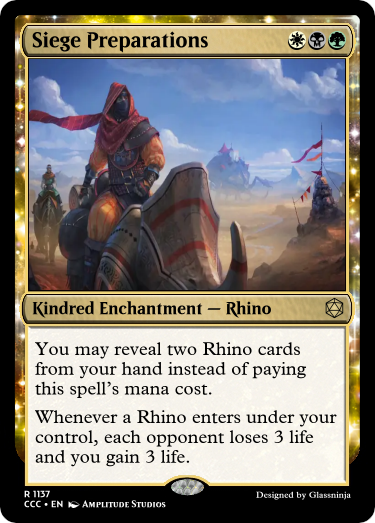 Siege Preparations
Kindred Enchantment — Rhino
You may reveal two Rhino cards
from your hand instead of paying
this spell's mana cost.
Whenever a Rhino enters under your
control, each opponent loses 3 life
and you gain 3 life.
R 1137
CCC • EN Amplitude Studios
Designed by Glassninja